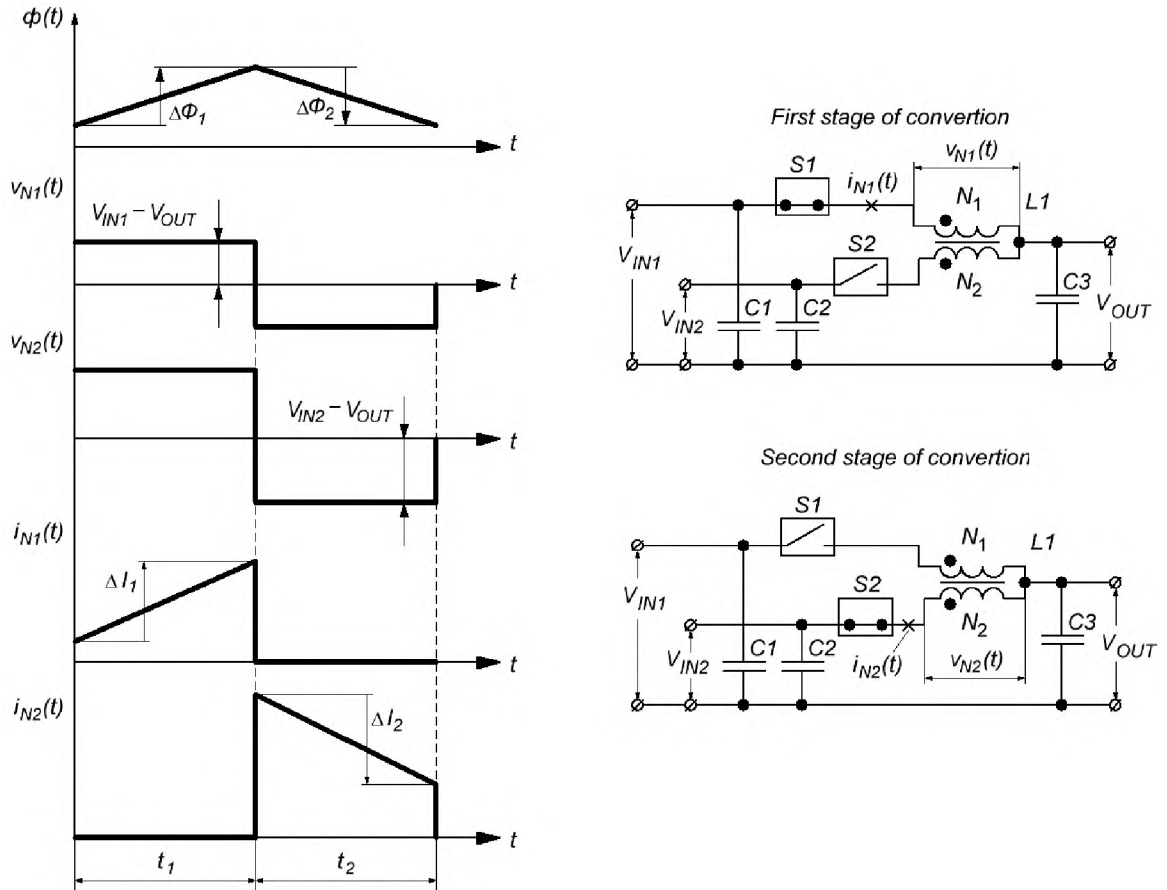 ϕ(t)
ΔΦ1
ΔΦ2
t
vN1(t)
VIN1 − VOUT
t
vN2(t)
VIN2 − VOUT
t
iN1(t)
ΔI1
t
iN2(t)
ΔI2
t
t1
t2
First stage of convertion
vN1(t)
S1
iN1(t)
N1
L1
VIN1
S2
N2
VIN2
C1
C2
C3
VOUT
Second stage of convertion
S1
N1
L1
VIN1
S2
N2
VIN2
C1
C2
iN2(t)
vN2(t)
C3
VOUT